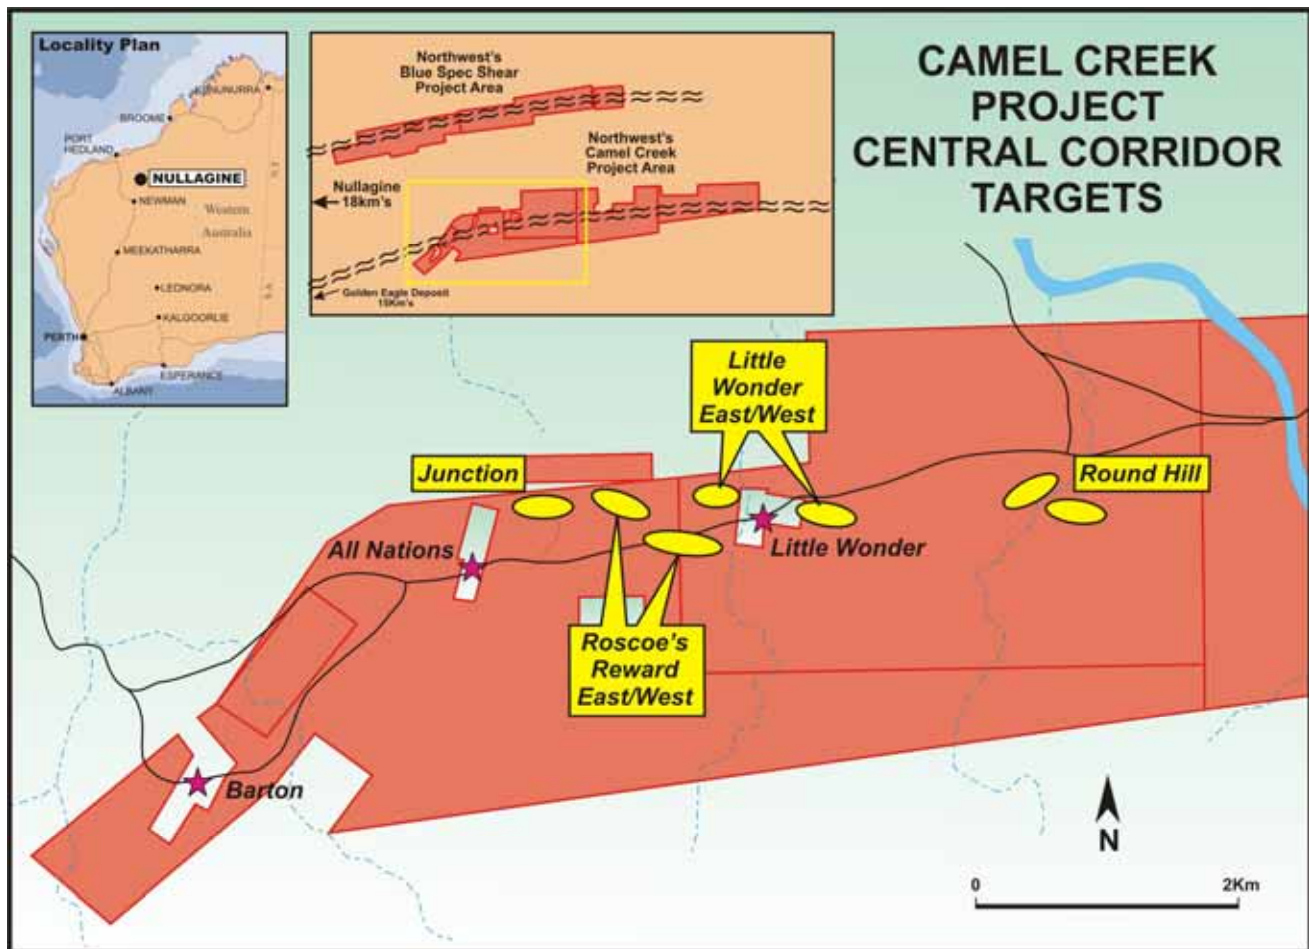 Locality Plan
KUNUNURRA
BROOME
PORT
HEDLAND
NULLAGINE
NEWMAN
Western
Australia
MEEKATHARRA
LEONORA
KALGOORLIE
PERTH
ESPERANCE
ALBANY
N.T.
S.A.
Northwest's
Blue Spec Shear
Project Area
Northwest's
Camel Creek
Project Area
Nullagine
18km's
Golden Eagle Deposit
15Km's
CAMEL CREEK
PROJECT
CENTRAL CORRIDOR
TARGETS
Little
Wonder
East/West
Junction
Round Hill
All Nations
Little Wonder
Roscoe's
Reward
East/West
Barton
N
0 2Km